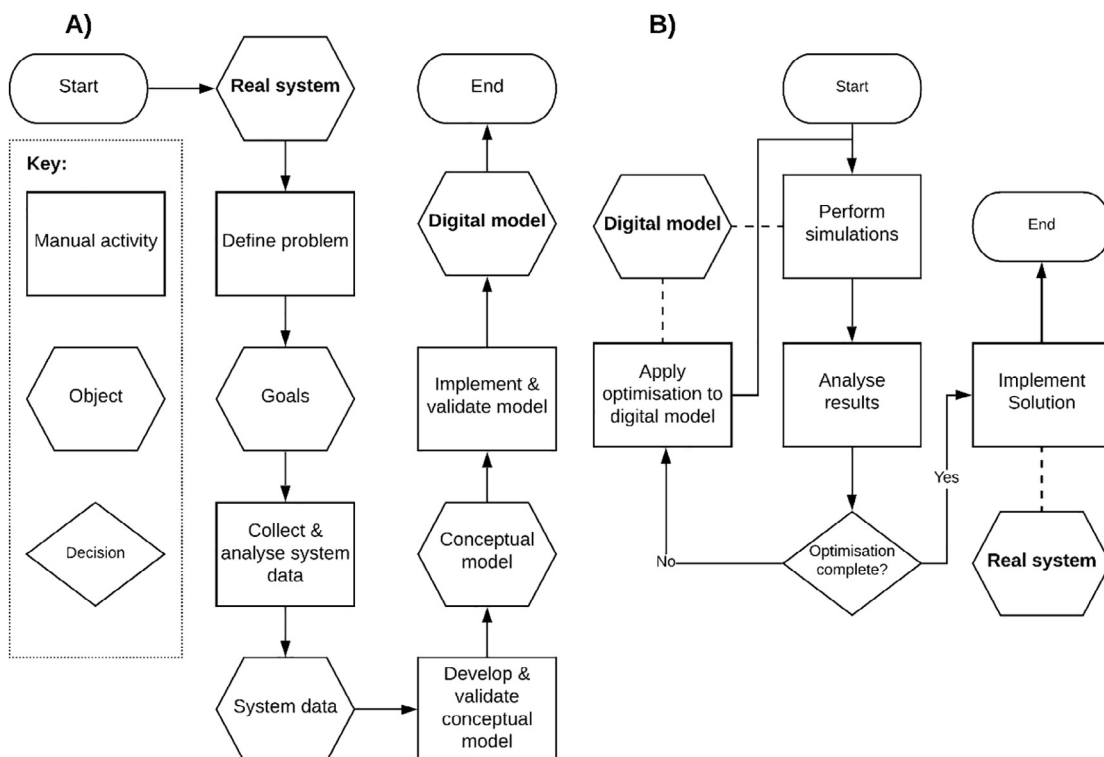 A)
Start
Real system
Key:
Manual activity
Object
Decision
Define problem
Goals
Collect &
analyse system
data
System data
Develop &
validate
conceptual
model
Conceptual
model
Implement &
validate model
Digital model
End
B)
Start
Perform
simulations
Digital model
Analyse
results
Optimisation
complete?
No
Apply
optimisation to
digital model
Yes
Implement
Solution
Real system
End